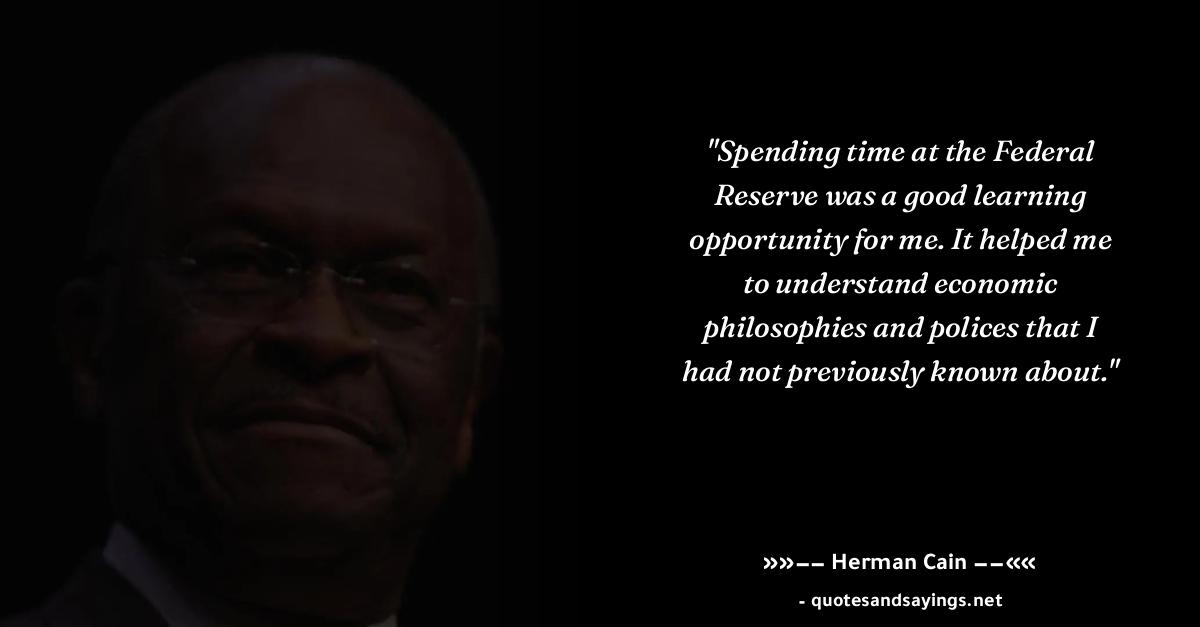 "Spending time at the Federal
Reserve was a good learning
opportunity for me. It helped me
to understand economic
philosophies and polices that I
had not previously known about."
»»−− Herman Cain −−««
- quotesandsayings.net